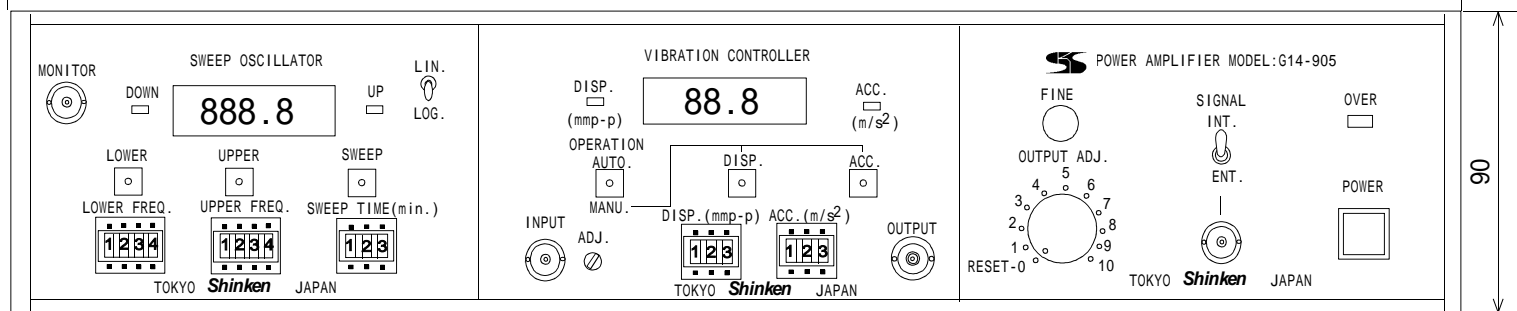 SWEEP OSCILLATOR
MONITOR
DOWN
888.8
UP
LIN.
LOG.
LOWER
UPPER
SWEEP
LOWER FREQ.
UPPER FREQ.
SWEEP TIME(min.)
1234
1234
123
TOKYO Shinken JAPAN
VIBRATION CONTROLLER
DISP.
(mmp-p)
88.8
ACC.
(m/s²)
OPERATION
AUTO.
MANU.
DISP.
ACC.
DISP.(mmp-p)
ACC.(m/s²)
INPUT
ADJ.
123
123
OUTPUT
TOKYO Shinken JAPAN
POWER AMPLIFIER MODEL:G14-905
FINE
SIGNAL
INT.
ENT.
OVER
OUTPUT ADJ.
RESET-0
1
2
3
4
5
6
7
8
9
10
POWER
TOKYO Shinken JAPAN
90